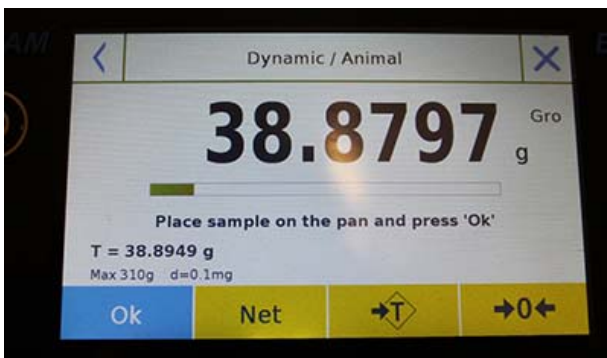 AM
Dynamic / Animal
Gro
38.8797 g
Place sample on the pan and press 'Ok'
T = 38.8949 g
Max 310g d=0.1mg
Ok Net →T →0←